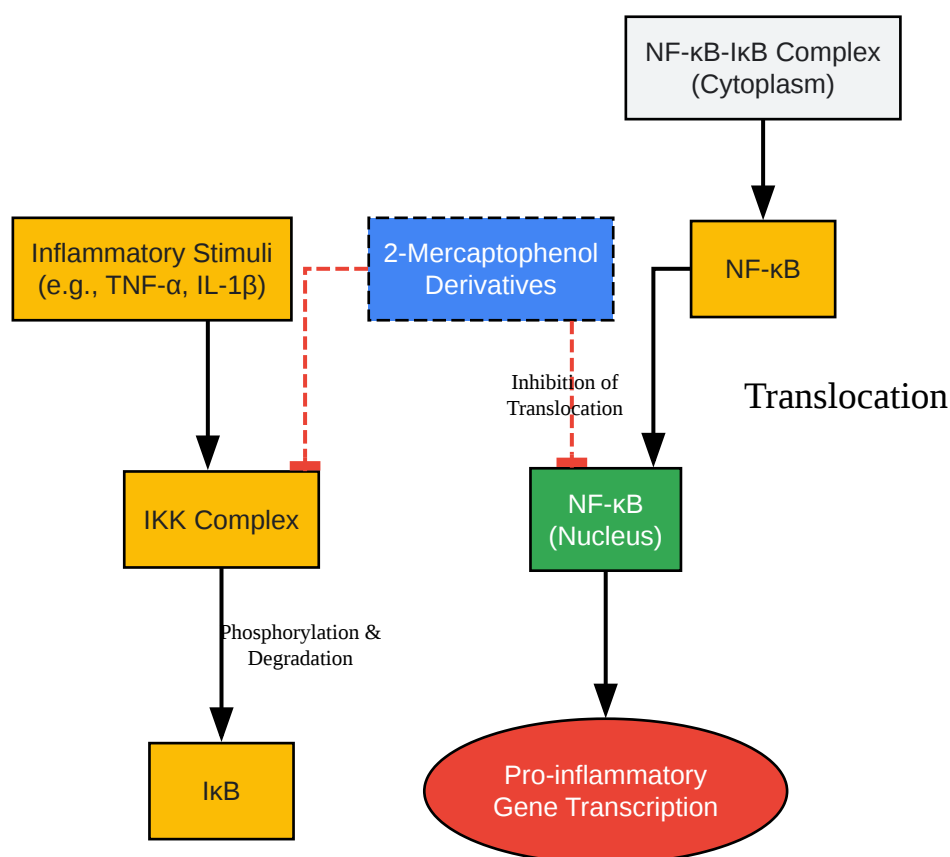 NF-κB-IκB Complex
(Cytoplasm)
Inflammatory Stimuli
(e.g., TNF-α, IL-1β)
2-Mercaptophenol
Derivatives
NF-κB
Inhibition of
Translocation
Translocation
IKK Complex
NF-κB
(Nucleus)
Phosphorylation &
Degradation
IκB
Pro-inflammatory
Gene Transcription